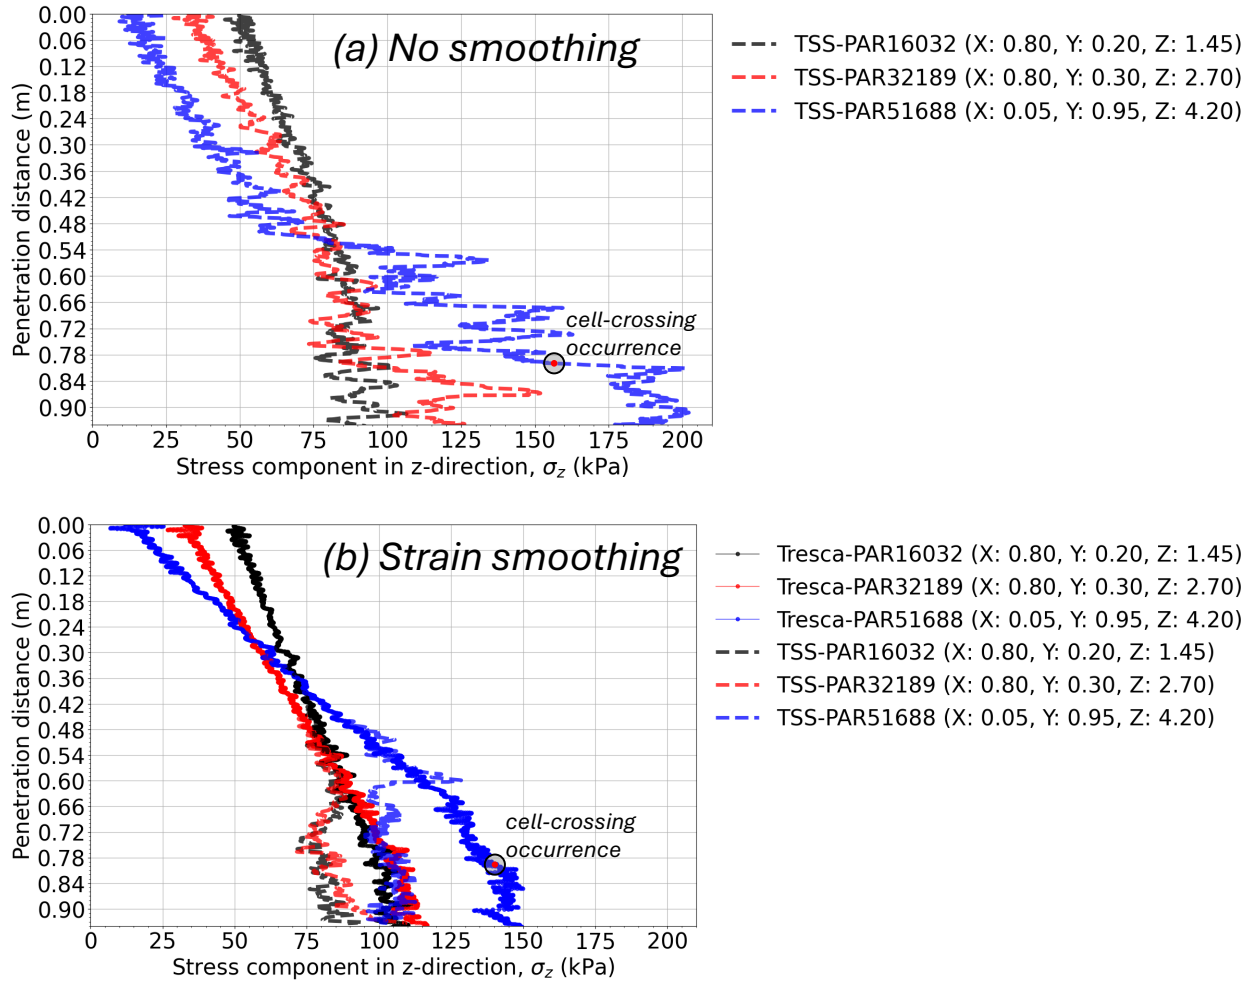 (a) No smoothing
0.00
0.06
0.12
0.18
0.24
0.30
0.36
0.42
0.48
0.54
0.60
0.66
0.72
0.78
0.84
0.90
Penetration distance (m)
cell-crossing
occurrence
0 25 50 75 100 125 150 175 200
Stress component in z-direction, σz (kPa)
TSS-PAR16032 (X: 0.80, Y: 0.20, Z: 1.45)
TSS-PAR32189 (X: 0.80, Y: 0.30, Z: 2.70)
TSS-PAR51688 (X: 0.05, Y: 0.95, Z: 4.20)
(b) Strain smoothing
0.00
0.06
0.12
0.18
0.24
0.30
0.36
0.42
0.48
0.54
0.60
0.66
0.72
0.78
0.84
0.90
Penetration distance (m)
cell-crossing
occurrence
0 25 50 75 100 125 150 175 200
Stress component in z-direction, σz (kPa)
Tresca-PAR16032 (X: 0.80, Y: 0.20, Z: 1.45)
Tresca-PAR32189 (X: 0.80, Y: 0.30, Z: 2.70)
Tresca-PAR51688 (X: 0.05, Y: 0.95, Z: 4.20)
TSS-PAR16032 (X: 0.80, Y: 0.20, Z: 1.45)
TSS-PAR32189 (X: 0.80, Y: 0.30, Z: 2.70)
TSS-PAR51688 (X: 0.05, Y: 0.95, Z: 4.20)